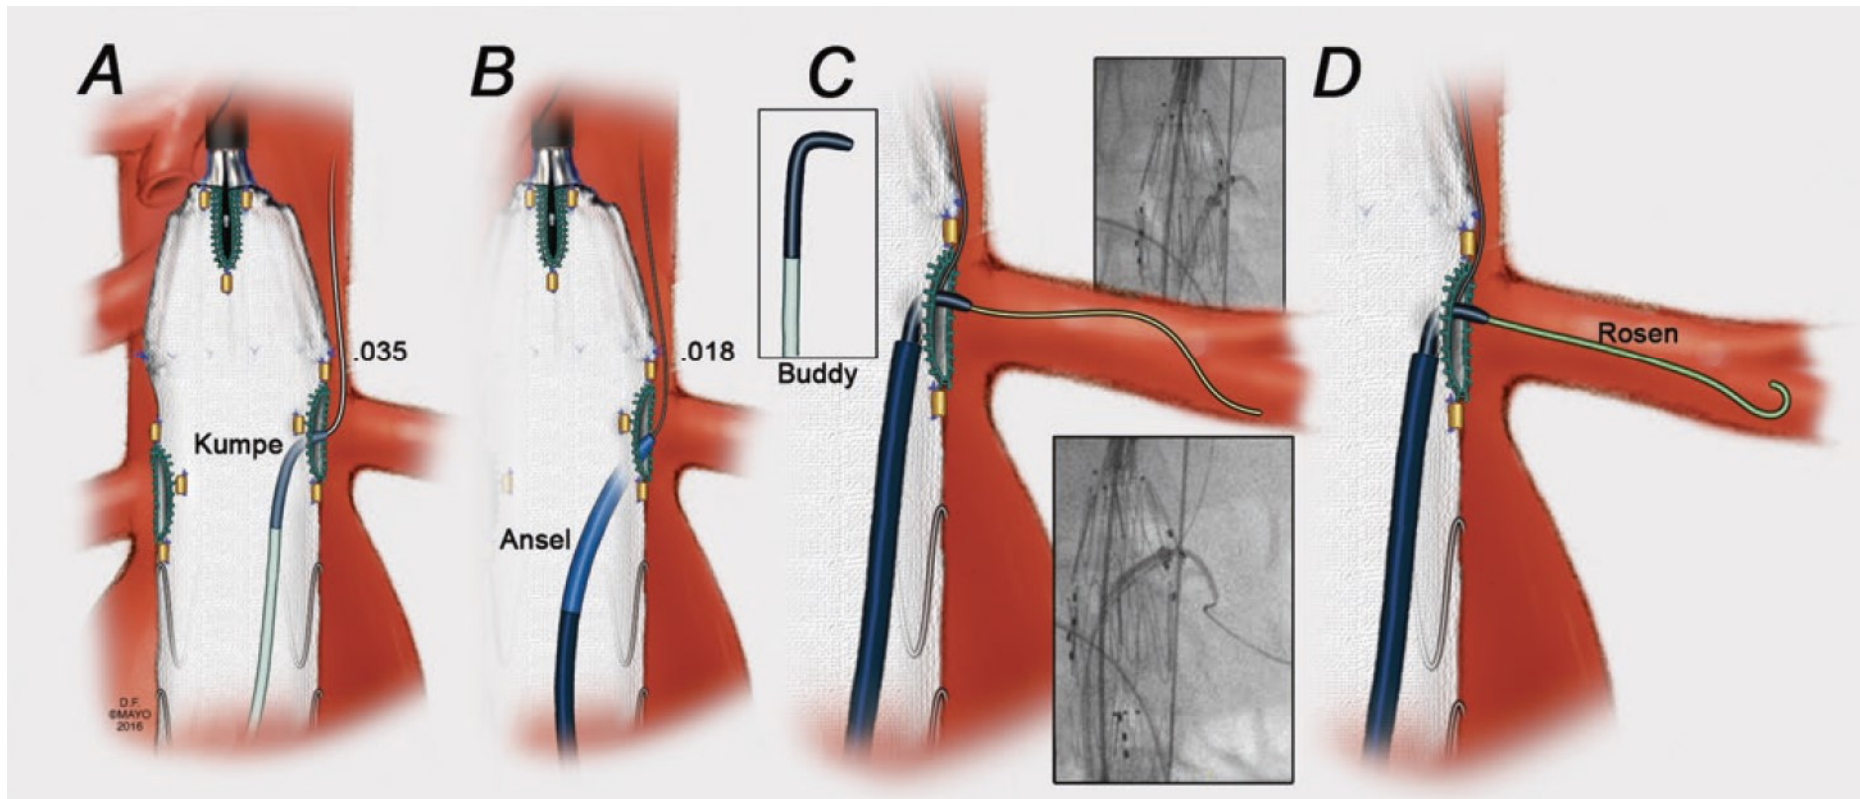 A
B
C
D
.035
.018
Buddy
Rosen
Kumpe
Ansel
D.F.
©MAYO
2016